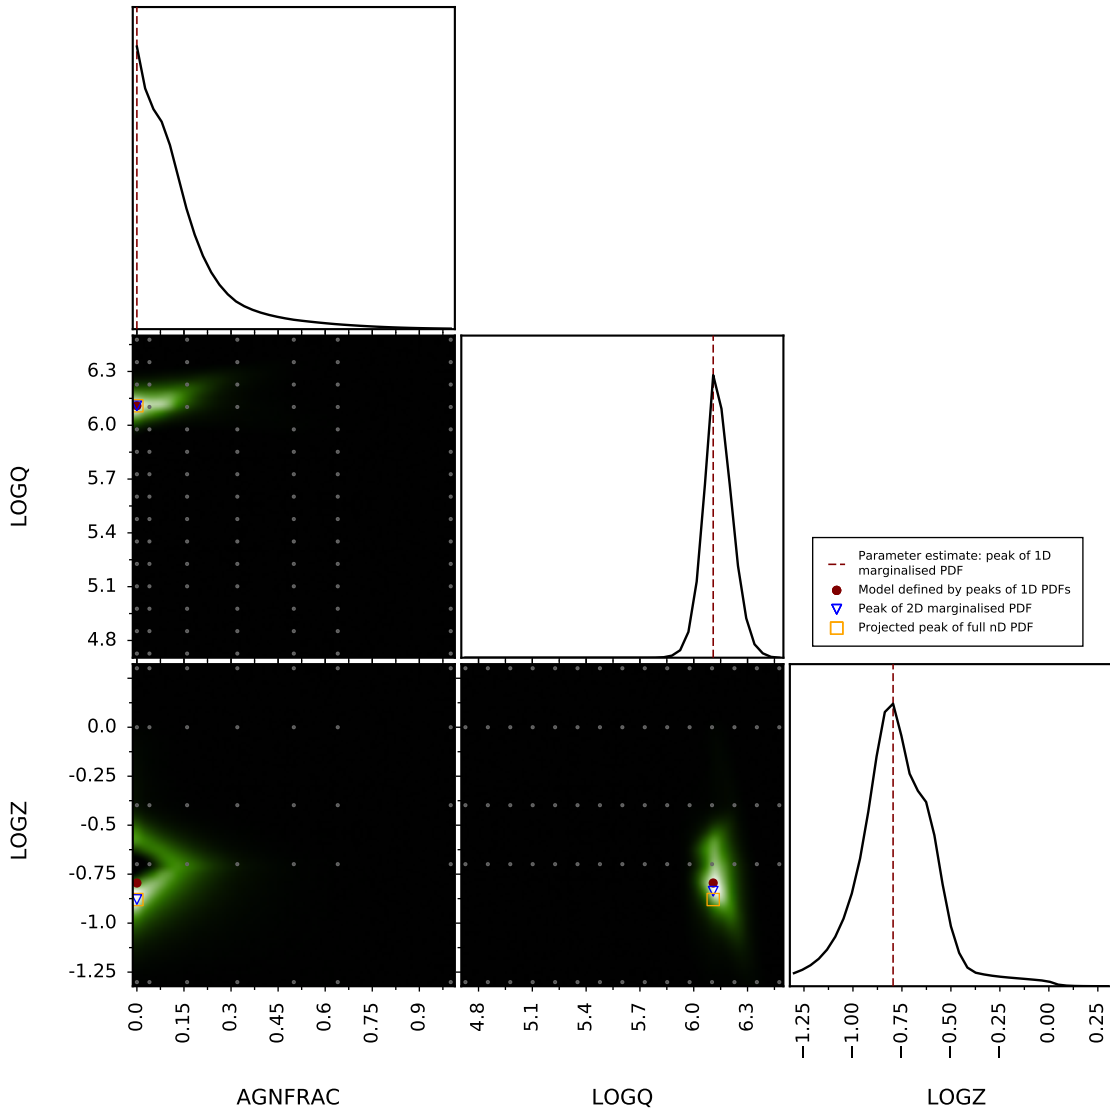 6.3
6.0
5.7
5.4
5.1
4.8
LOGQ
Parameter estimate: peak of 1D
marginalised PDF
Model defined by peaks of 1D PDFs
Peak of 2D marginalised PDF
Projected peak of full nD PDF
0.0
-0.25
-0.5
-0.75
-1.0
-1.25
LOGZ
0.0 0.15 0.3 0.45 0.6 0.75 0.9
4.8 5.1 5.4 5.7 6.0 6.3
−1.25 −1.00 −0.75 −0.50 −0.25 0.00 0.25
AGNFRAC
LOGQ
LOGZ